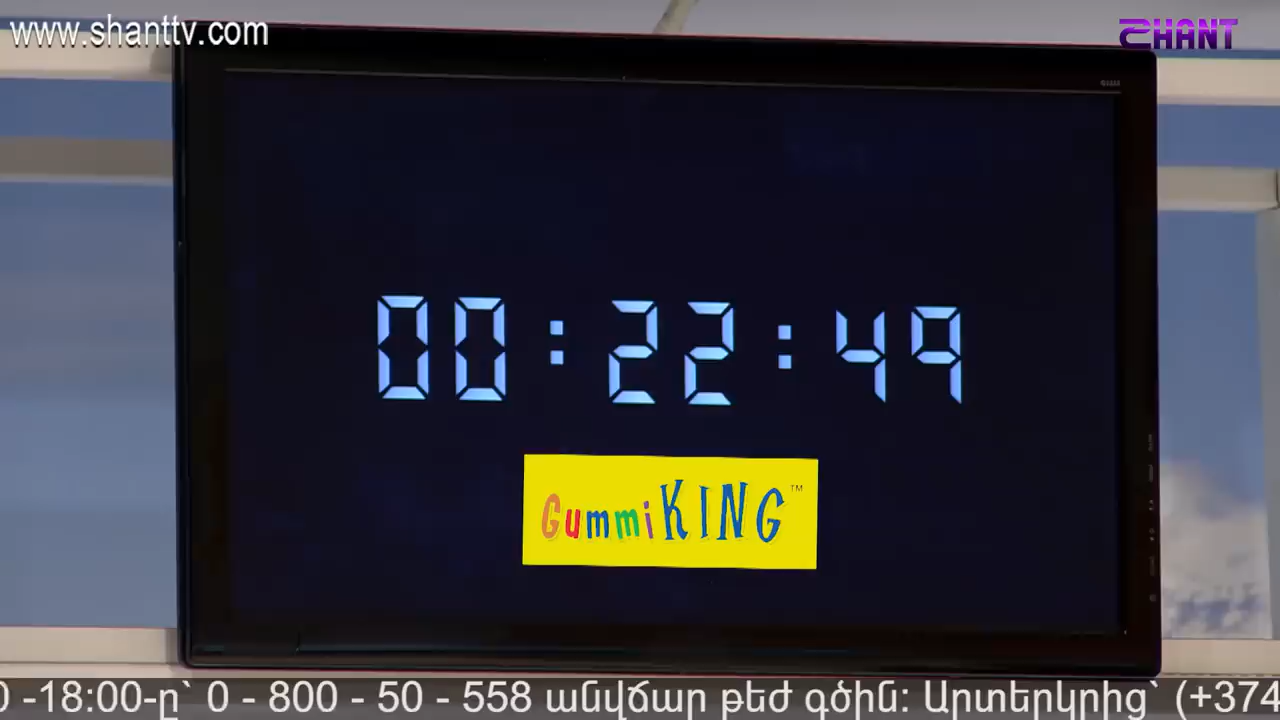 www.shanttv.com
SHANT
00:22:49
GummiKING™
0 -18:00-ը՝ 0 - 800 - 50 - 558 անվճար թեժ գծին: Արտերկրից՝ (+374